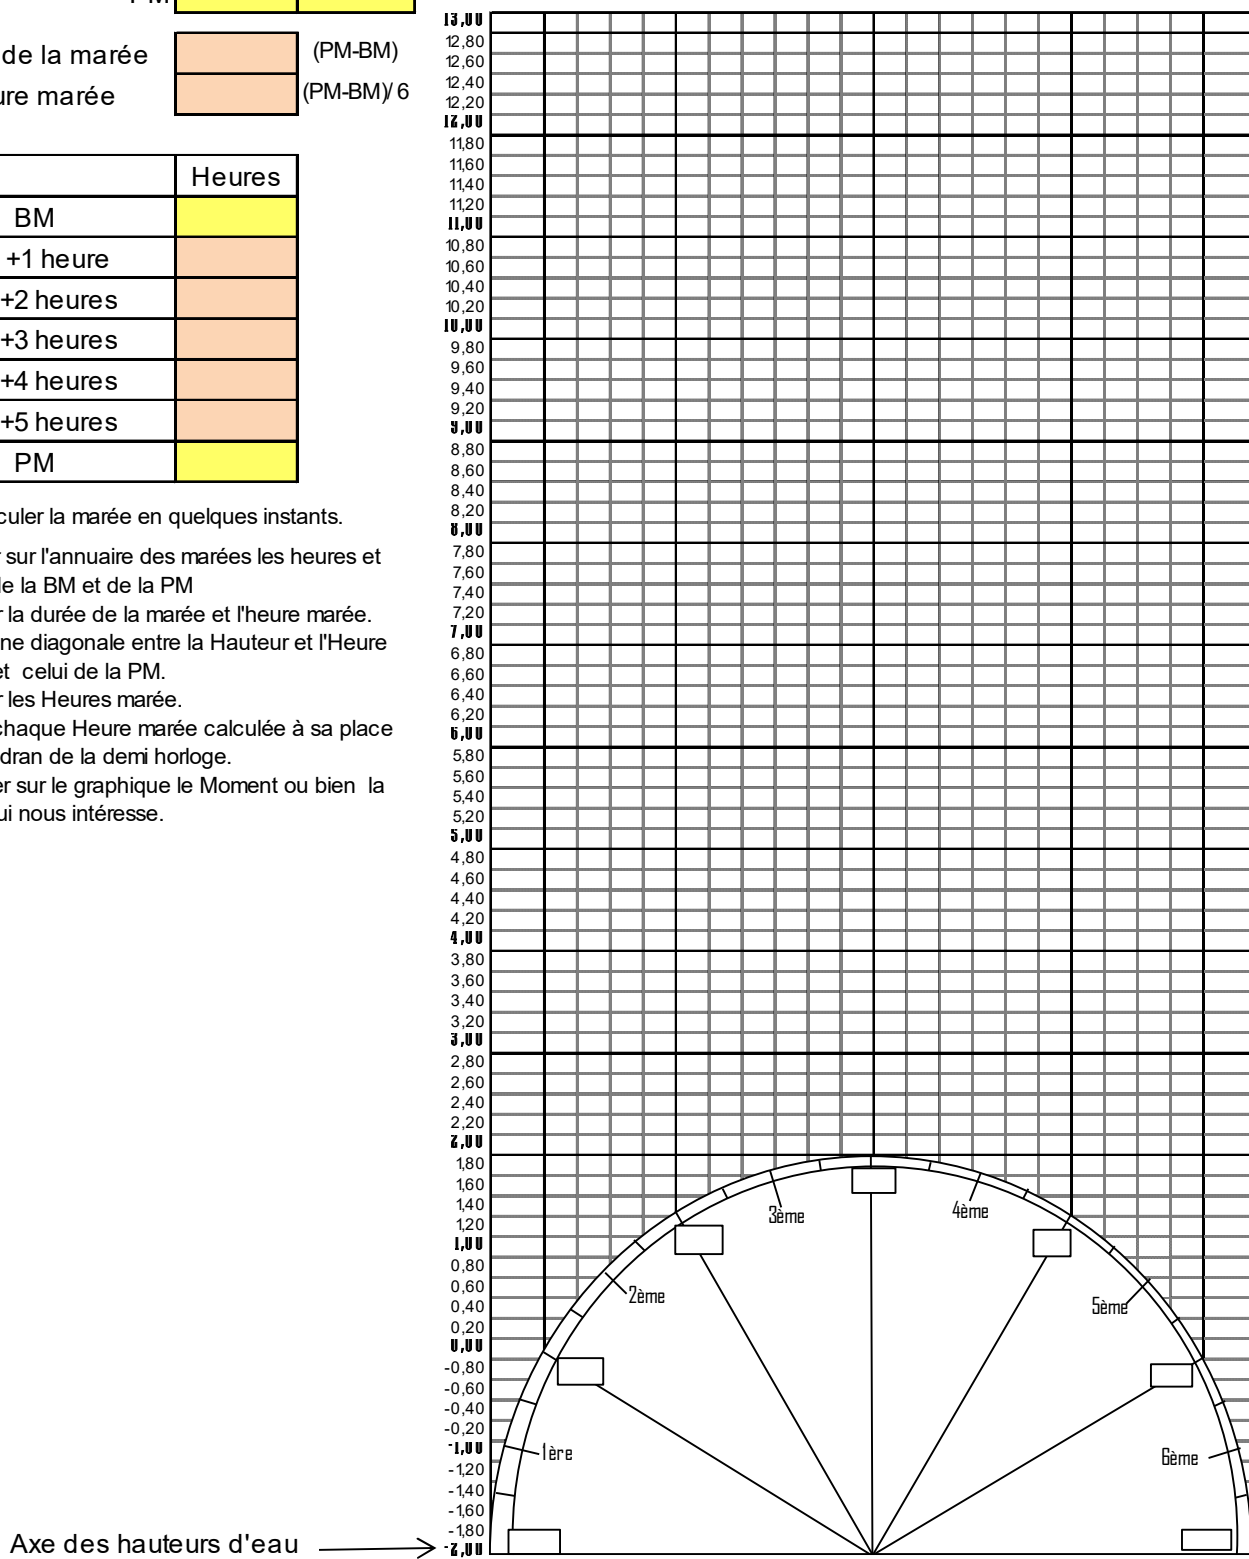 PM
de la marée (PM-BM)
ure marée (PM-BM)/ 6
Heures
BM
+1 heure
+2 heures
+3 heures
+4 heures
+5 heures
PM
culer la marée en quelques instants.
r sur l'annuaire des marées les heures et
de la BM et de la PM
r la durée de la marée et l'heure marée.
ne diagonale entre la Hauteur et l'Heure
et celui de la PM.
r les Heures marée.
chaque Heure marée calculée à sa place
dran de la demi horloge.
er sur le graphique le Moment ou bien la
ui nous intéresse.
Axe des hauteurs d'eau
13,00
12,80
12,60
12,40
12,20
12,00
11,80
11,60
11,40
11,20
11,00
10,80
10,60
10,40
10,20
10,00
9,80
9,60
9,40
9,20
9,00
8,80
8,60
8,40
8,20
8,00
7,80
7,60
7,40
7,20
7,00
6,80
6,60
6,40
6,20
6,00
5,80
5,60
5,40
5,20
5,00
4,80
4,60
4,40
4,20
4,00
3,80
3,60
3,40
3,20
3,00
2,80
2,60
2,40
2,20
2,00
1,80
1,60
1,40
1,20
1,00
0,80
0,60
0,40
0,20
0,00
-0,80
-0,60
-0,40
-0,20
-1,00
-1,20
-1,40
-1,60
-1,80
-2,00
1ère
2ème
3ème
4ème
5ème
6ème